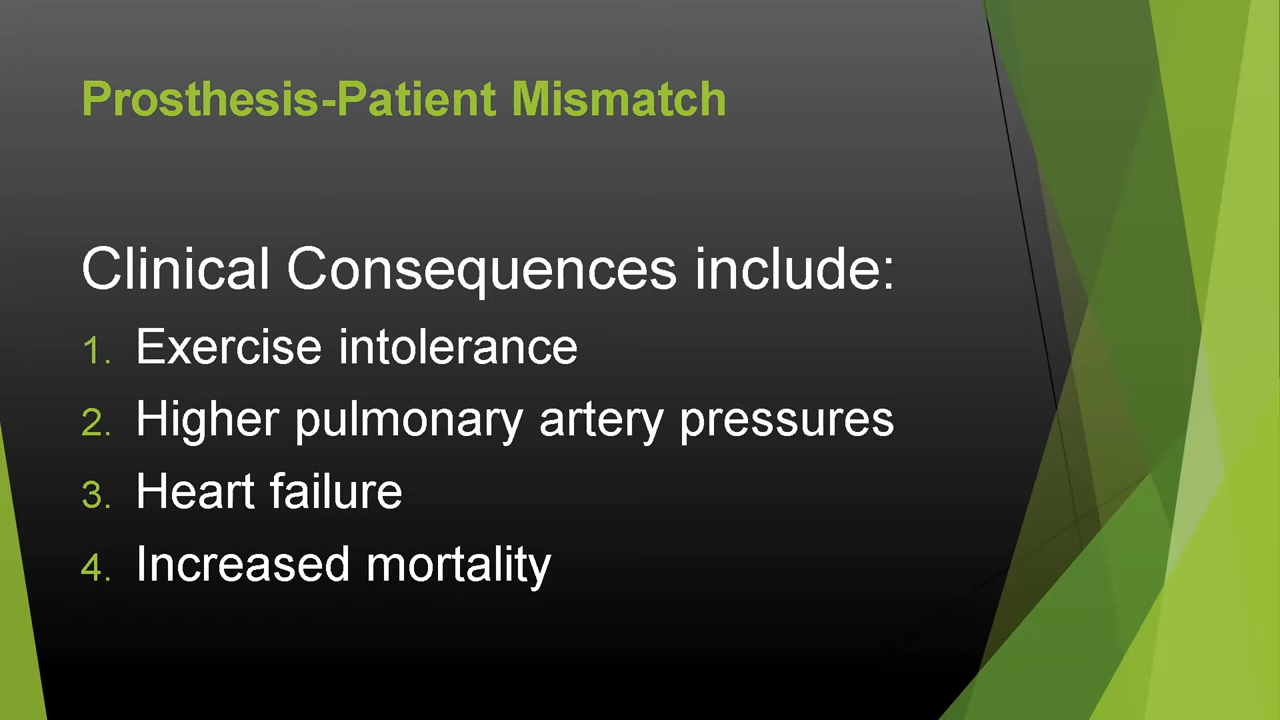 Prosthesis-Patient Mismatch
Clinical Consequences include:
1. Exercise intolerance
2. Higher pulmonary artery pressures
3. Heart failure
4. Increased mortality